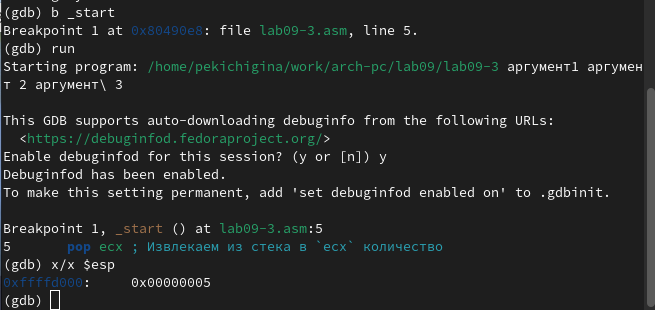 (gdb) b _start
Breakpoint 1 at 0x80490e8: file lab09-3.asm, line 5.
(gdb) run
Starting program: /home/pekichigina/work/arch-pc/lab09/lab09-3 аргумент1 аргумен
т 2 аргумент\ 3
This GDB supports auto-downloading debuginfo from the following URLs:
<https://debuginfod.fedoraproject.org/>
Enable debuginfod for this session? (y or [n]) y
Debuginfod has been enabled.
To make this setting permanent, add 'set debuginfod enabled on' to .gdbinit.
Breakpoint 1, _start () at lab09-3.asm:5
5 pop ecx ; Извлекаем из стека в `ecx` количество
(gdb) x/x $esp
0xffffd000: 0x00000005
(gdb)